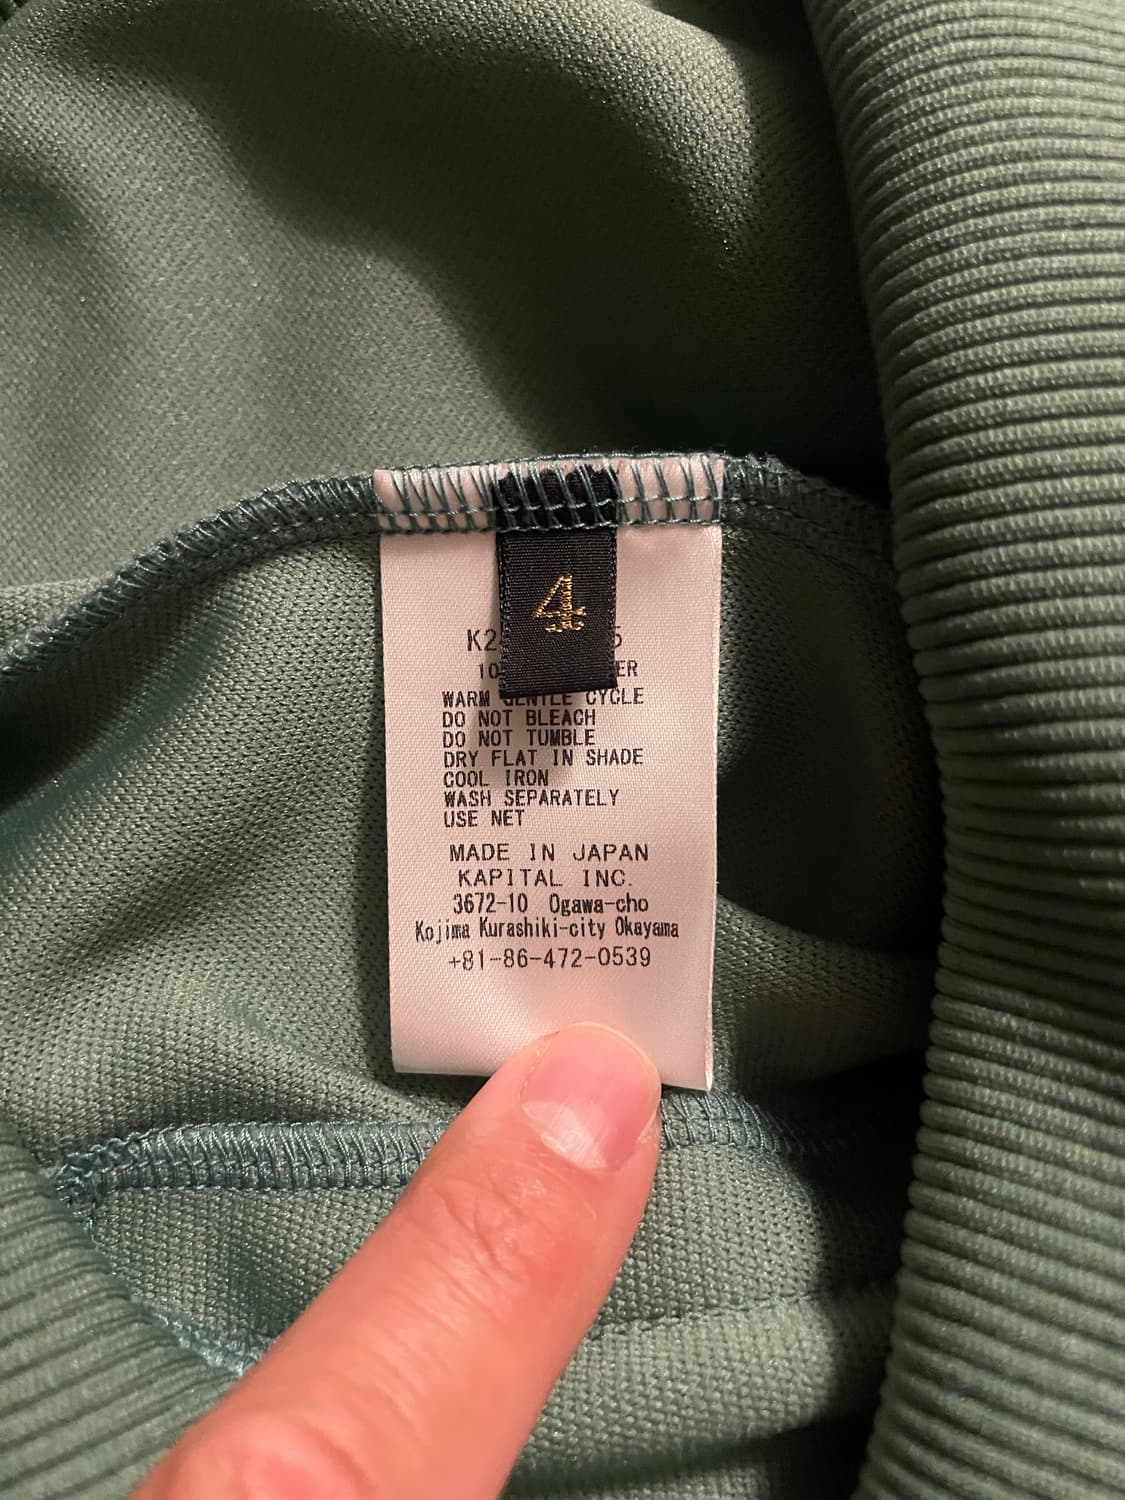 4
WARM GENTLE CYCLE
DO NOT BLEACH
DO NOT TUMBLE
DRY FLAT IN SHADE
COOL IRON
WASH SEPARATELY
USE NET
MADE IN JAPAN
KAPITAL INC.
3672-10 Ogawa-cho
Kojima Kurashiki-city Okayama
+81-86-472-0539